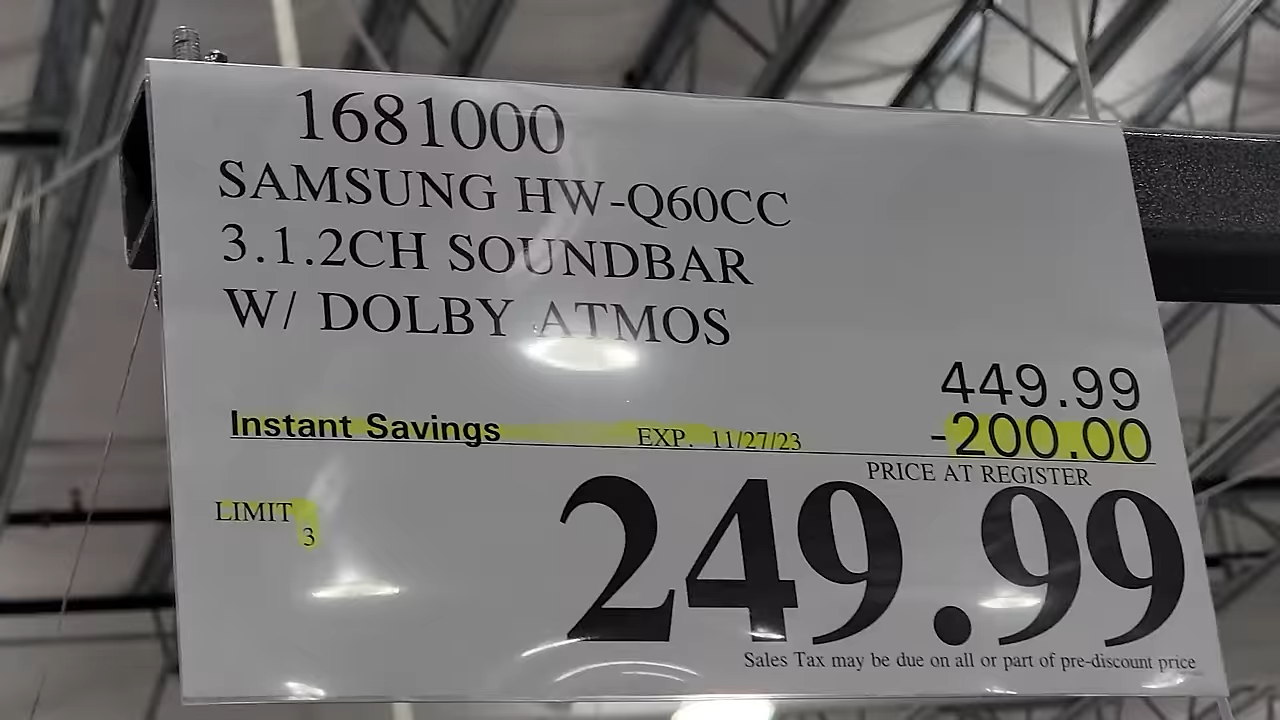 1681000
SAMSUNG HW-Q60CC
3.1.2CH SOUNDBAR
W/ DOLBY ATMOS
449.99
Instant Savings EXP. 11/27/23 -200.00
PRICE AT REGISTER
LIMIT 3
249.99
Sales Tax may be due on all or part of pre-discount price